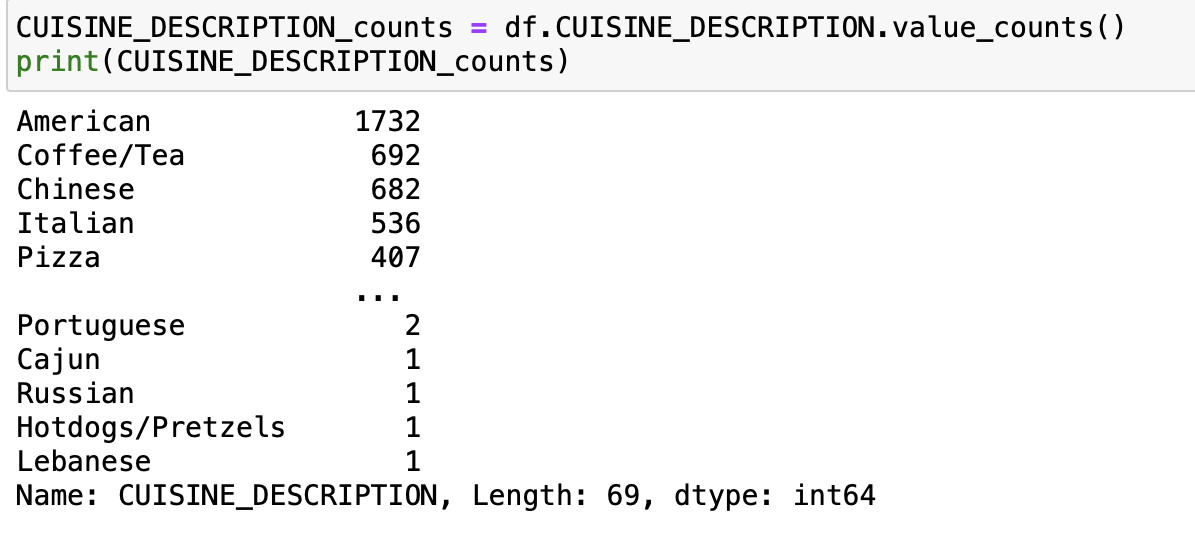 CUISINE_DESCRIPTION_counts = df.CUISINE_DESCRIPTION.value_counts()
print(CUISINE_DESCRIPTION_counts)
American 1732
Coffee/Tea 692
Chinese 682
Italian 536
Pizza 407
...
Portuguese 2
Cajun 1
Russian 1
Hotdogs/Pretzels 1
Lebanese 1
Name: CUISINE_DESCRIPTION, Length: 69, dtype: int64